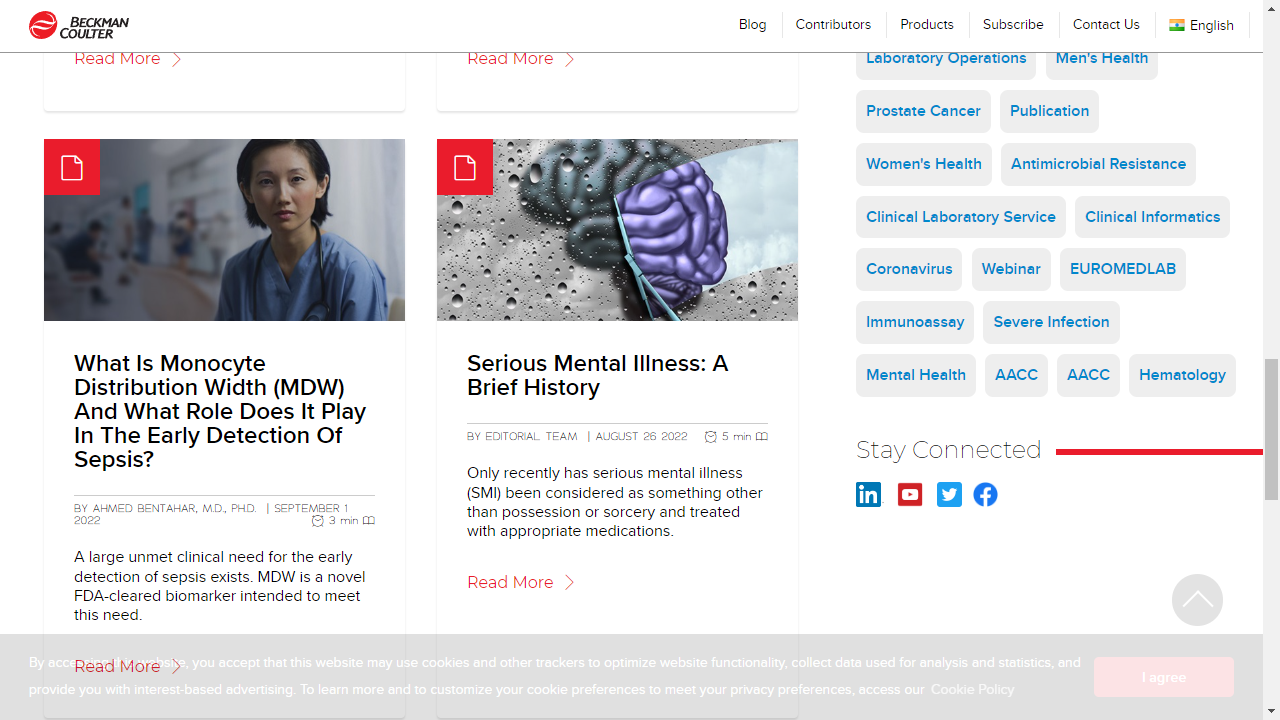 BECKMAN
COULTER
Blog
Contributors
Products
Subscribe
Contact Us
English
Read More
Read More
What Is Monocyte
Distribution Width (MDW)
And What Role Does It Play
In The Early Detection Of
Sepsis?
BY AHMED BENTAHAR, M.D., PH.D. | SEPTEMBER 1
2022
3 min
A large unmet clinical need for the early
detection of sepsis exists. MDW is a novel
FDA-cleared biomarker intended to meet
this need.
Read More
Serious Mental Illness: A
Brief History
BY EDITORIAL TEAM | AUGUST 26 2022
5 min
Only recently has serious mental illness
(SMI) been considered as something other
than possession or sorcery and treated
with appropriate medications.
Read More
Laboratory Operations
Men's Health
Prostate Cancer
Publication
Women's Health
Antimicrobial Resistance
Clinical Laboratory Service
Clinical Informatics
Coronavirus
Webinar
EUROMEDLAB
Immunoassay
Severe Infection
Mental Health
AACC
AACC
Hematology
Stay Connected
By website, you accept that this website may use cookies and other trackers to optimize website functionality, collect data used for analysis and statistics, and
provide you with interest-based advertising. To learn more and to customize your cookie preferences to meet your privacy preferences, access our Cookie Policy
I agree